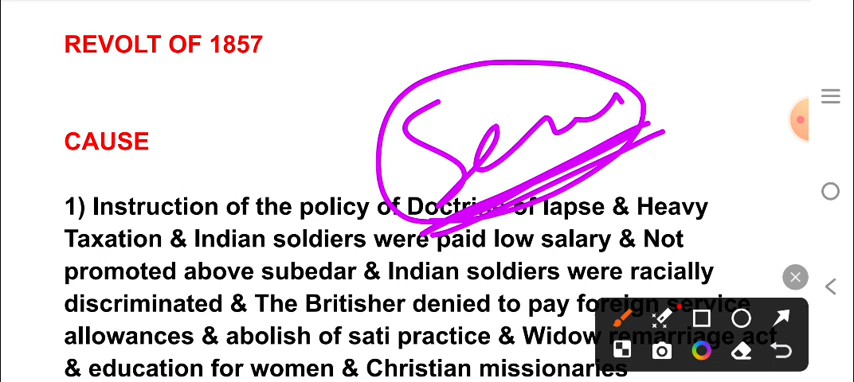 REVOLT OF 1857
CAUSE
1) Instruction of the policy of Doctrine of lapse & Heavy
Taxation & Indian soldiers were paid low salary & Not
promoted above subedar & Indian soldiers were racially
discriminated & The Britisher denied to pay foreign service
allowances & abolish of sati practice & Widow remarriage act
& education for women & Christian missionaries